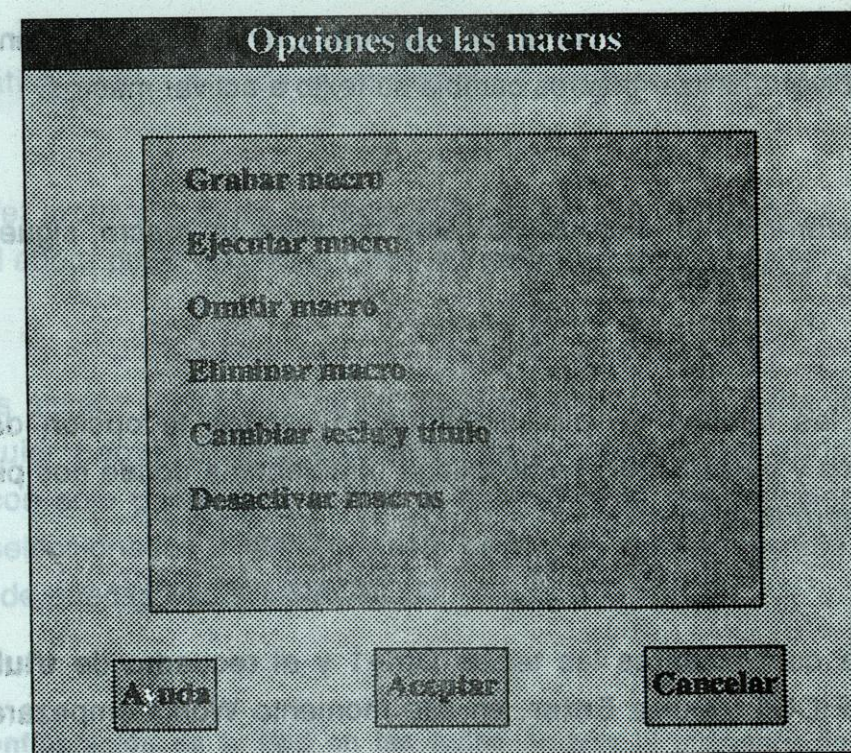 Opciones de las macros
Grabar macro
Ejecutar macro
Omitir macro
Eliminar macro
Cambiar tecla y título
Desactivar macros
Ayuda
Aceptar
Cancelar